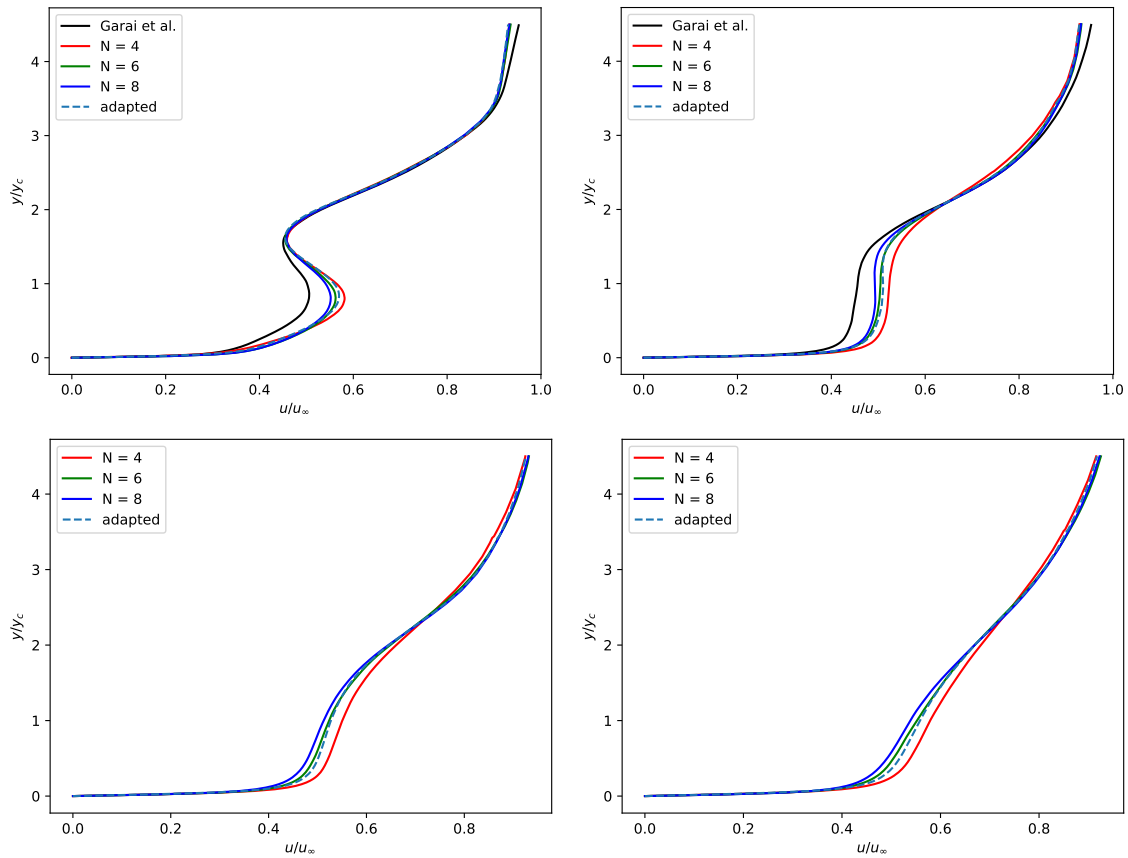 Garai et al.
N = 4
N = 6
N = 8
adapted
4
3
2
1
0
y/y_c
0.0 0.2 0.4 0.6 0.8 1.0
u/u_∞
Garai et al.
N = 4
N = 6
N = 8
adapted
4
3
2
1
0
y/y_c
0.0 0.2 0.4 0.6 0.8 1.0
u/u_∞
N = 4
N = 6
N = 8
adapted
4
3
2
1
0
y/y_c
0.0 0.2 0.4 0.6 0.8
u/u_∞
N = 4
N = 6
N = 8
adapted
4
3
2
1
0
y/y_c
0.0 0.2 0.4 0.6 0.8
u/u_∞